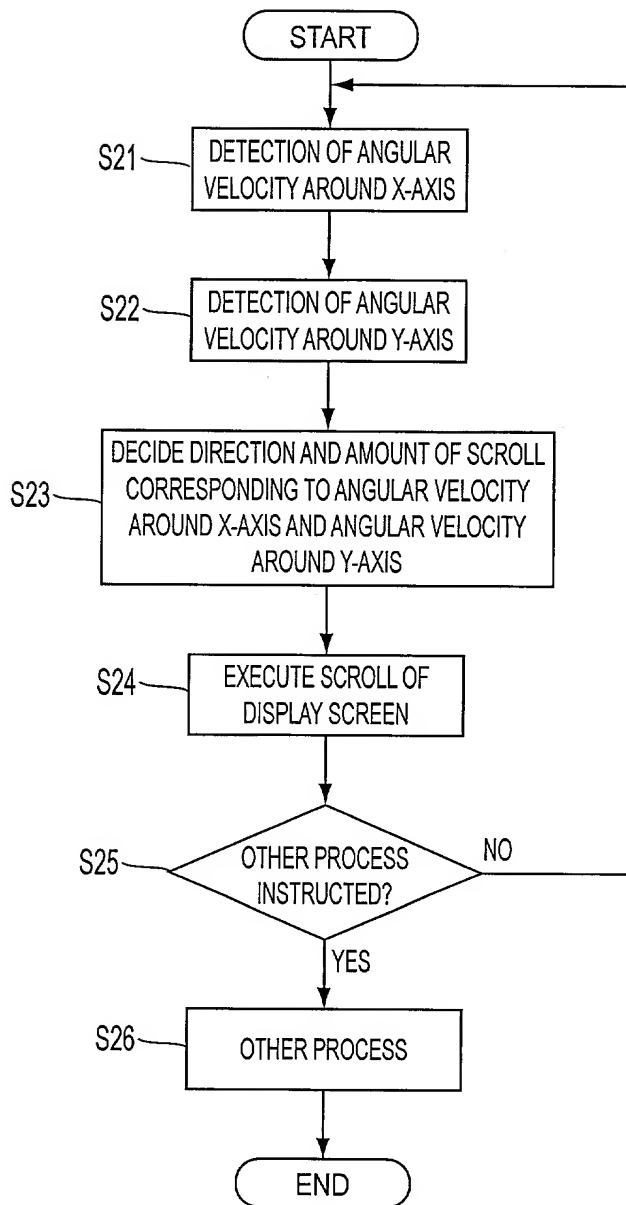 START
S21
DETECTION OF ANGULAR
VELOCITY AROUND X-AXIS
S22
DETECTION OF ANGULAR
VELOCITY AROUND Y-AXIS
S23
DECIDE DIRECTION AND AMOUNT OF SCROLL
CORRESPONDING TO ANGULAR VELOCITY
AROUND X-AXIS AND ANGULAR VELOCITY
AROUND Y-AXIS
S24
EXECUTE SCROLL OF
DISPLAY SCREEN
S25
OTHER PROCESS
INSTRUCTED?
NO
YES
S26
OTHER PROCESS
END